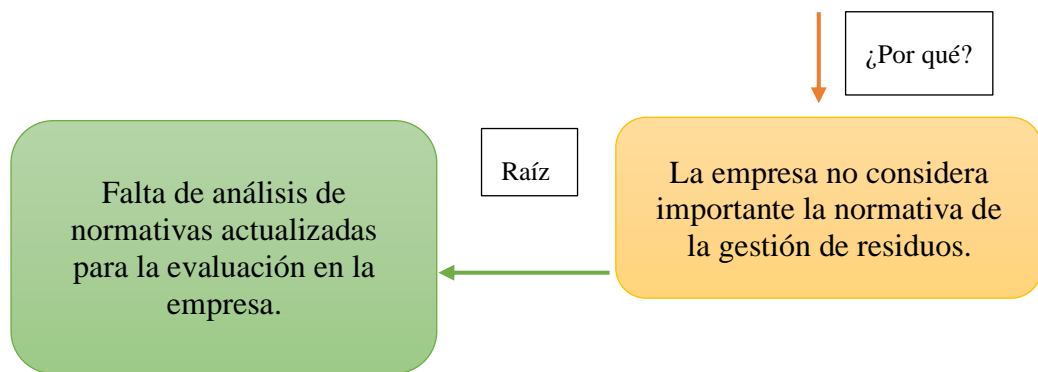 ¿Por qué?
Raíz
La empresa no considera
importante la normativa de
la gestión de residuos.
Falta de análisis de
normativas actualizadas
para la evaluación en la
empresa.